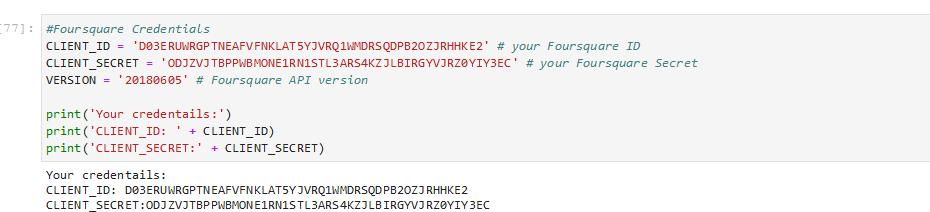 [77]:
#Foursquare Credentials
CLIENT_ID = 'D03ERUWRGPTNEAFVFNKLAT5YJVRQ1WMDRSQDPB2OZJRHHKE2' # your Foursquare ID
CLIENT_SECRET = 'ODJZVJTBPPWBMONE1RN1STL3ARS4KZJLBIRGYVJRZ0YIY3EC' # your Foursquare Secret
VERSION = '20180605' # Foursquare API version
print('Your credentails:')
print('CLIENT_ID: ' + CLIENT_ID)
print('CLIENT_SECRET:' + CLIENT_SECRET)
Your credentails:
CLIENT_ID: D03ERUWRGPTNEAFVFNKLAT5YJVRQ1WMDRSQDPB2OZJRHHKE2
CLIENT_SECRET:ODJZVJTBPPWBMONE1RN1STL3ARS4KZJLBIRGYVJRZ0YIY3EC